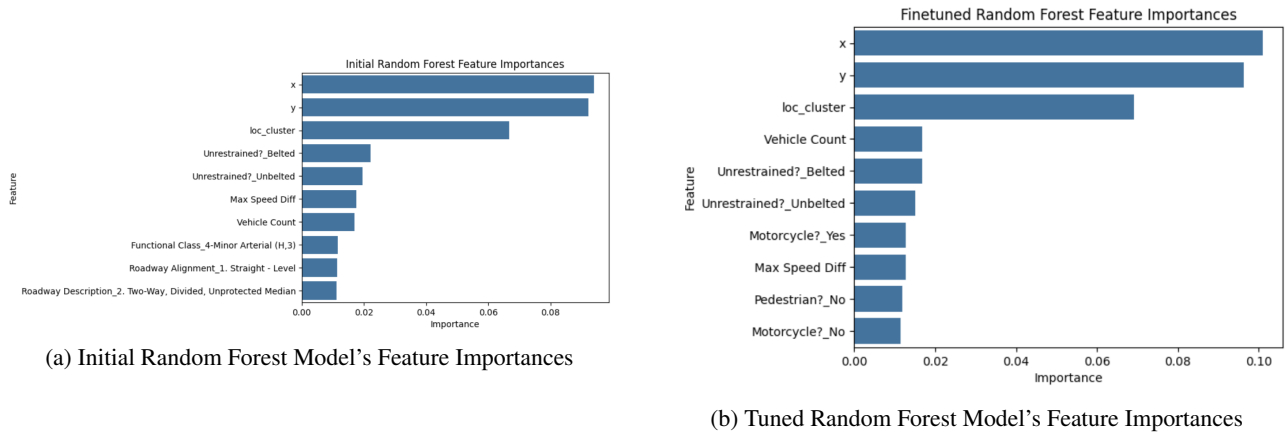 Initial Random Forest Feature Importances
Feature
x
y
loc_cluster
Unrestrained?_Belted
Unrestrained?_Unbelted
Max Speed Diff
Vehicle Count
Functional Class_4-Minor Arterial (H,3)
Roadway Alignment_1. Straight - Level
Roadway Description_2. Two-Way, Divided, Unprotected Median
0.00 0.02 0.04 0.06 0.08
Importance
(a) Initial Random Forest Model's Feature Importances
Finetuned Random Forest Feature Importances
Feature
x
y
loc_cluster
Vehicle Count
Unrestrained?_Belted
Unrestrained?_Unbelted
Motorcycle?_Yes
Max Speed Diff
Pedestrian?_No
Motorcycle?_No
0.00 0.02 0.04 0.06 0.08 0.10
Importance
(b) Tuned Random Forest Model's Feature Importances